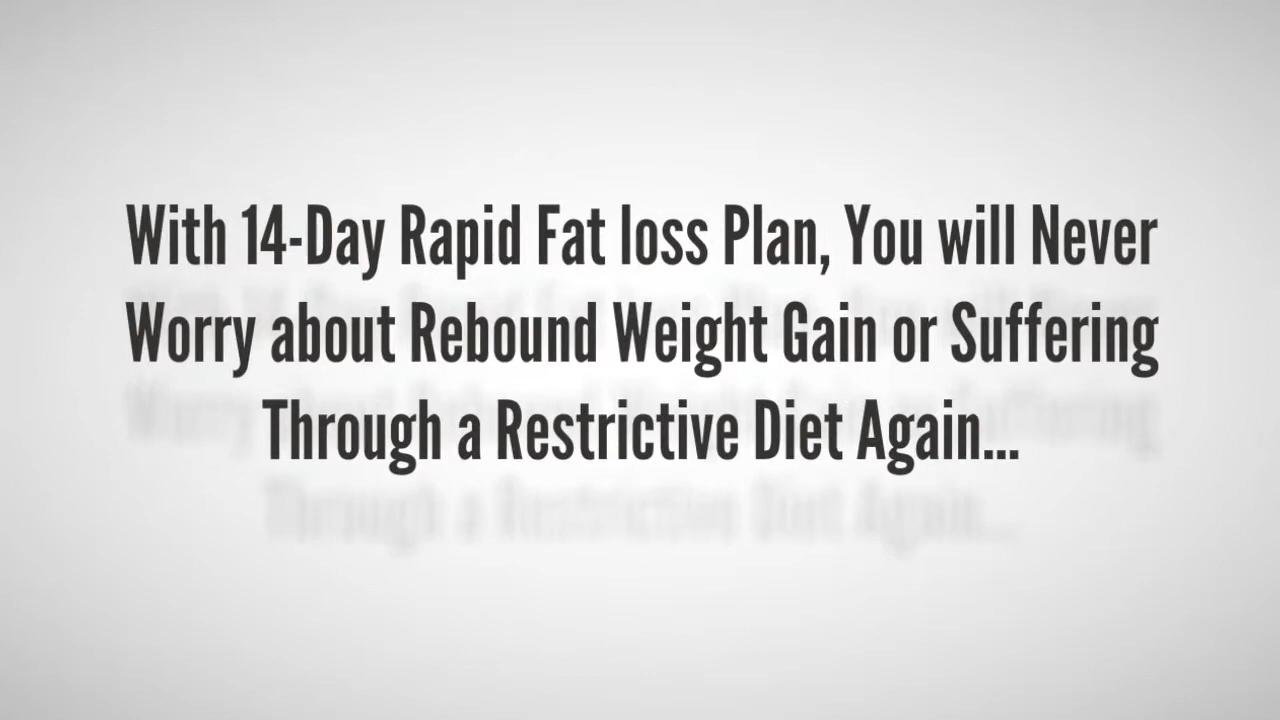 With 14-Day Rapid Fat loss Plan, You will Never
Worry about Rebound Weight Gain or Suffering
Through a Restrictive Diet Again...